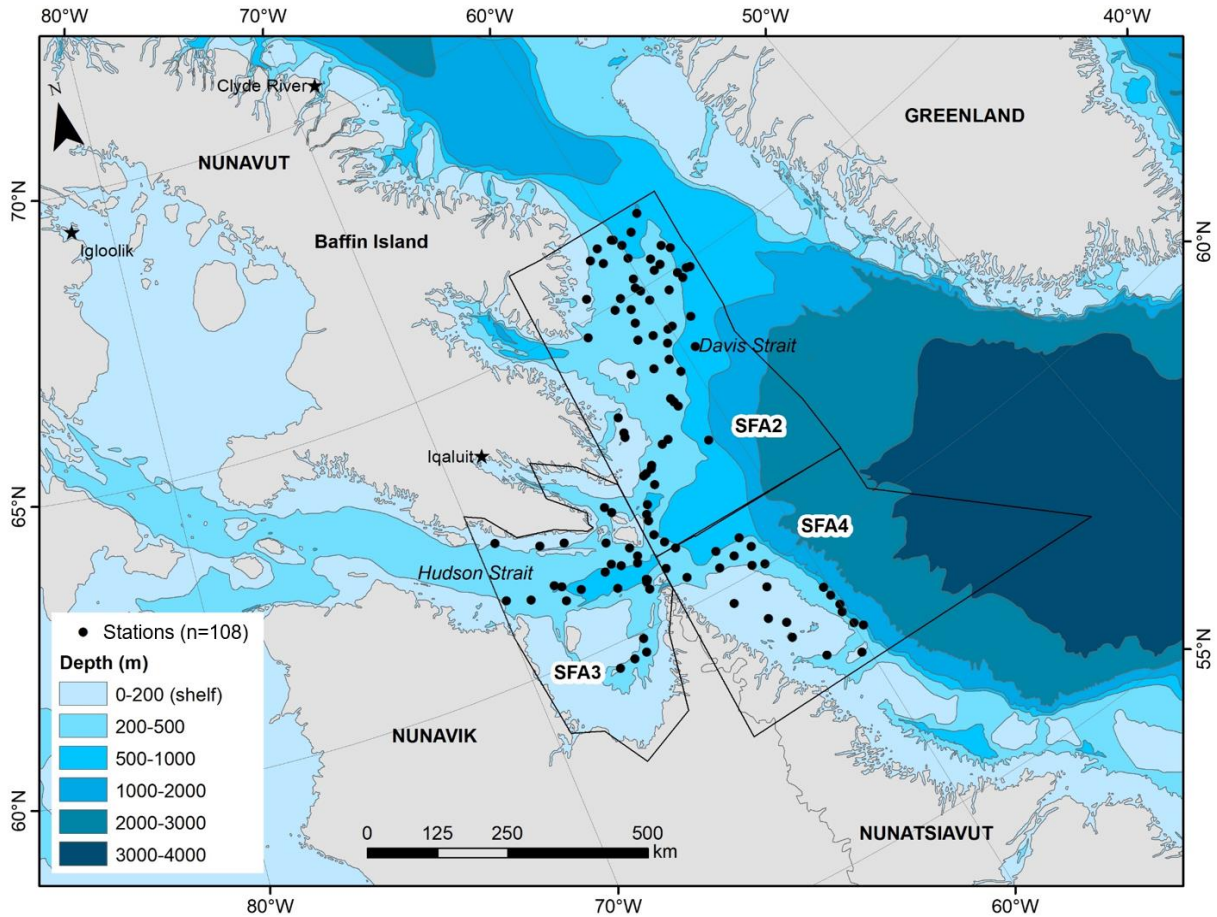 80°W 70°W 60°W 50°W 40°W
Clyde River
N
GREENLAND
NUNAVUT
70°N
Igloolik
Baffin Island
60°N
Davis Strait
SFA2
Iqaluit
65°N
SFA4
Hudson Strait
Stations (n=108)
Depth (m)
0-200 (shelf)
200-500
500-1000
1000-2000
2000-3000
3000-4000
SFA3
55°N
NUNAVIK
60°N
0 125 250 500
km
NUNATSIAVUT
80°W 70°W 60°W